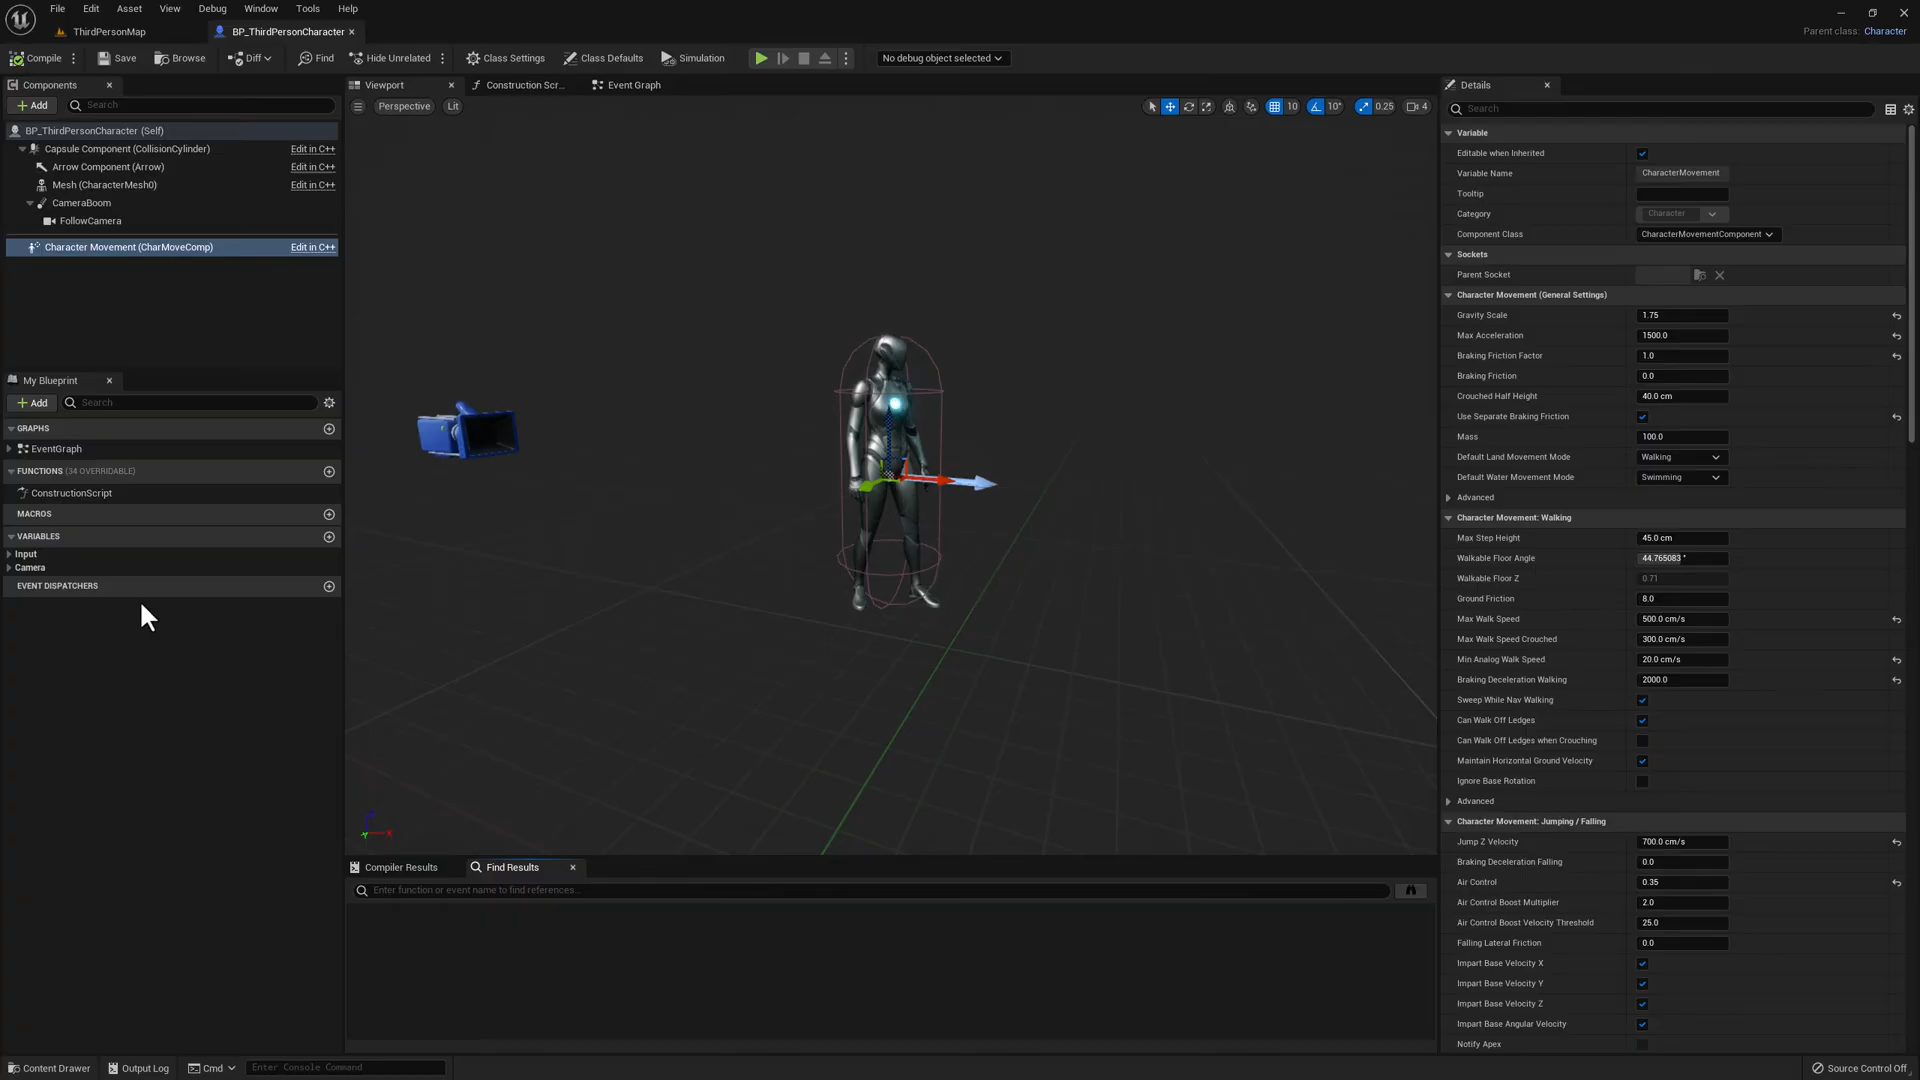 File Edit Asset View Debug Window Tools Help
ThirdPersonMap
BP_ThirdPersonCharacter
Parent class: Character
Compile
Save
Browse
Diff
Find
Hide Unrelated
Class Settings
Class Defaults
Simulation
No debug object selected
Components
Add
Search
BP_ThirdPersonCharacter (Self)
Capsule Component (CollisionCylinder) Edit in C++
Arrow Component (Arrow) Edit in C++
Mesh (CharacterMesh0) Edit in C++
CameraBoom
FollowCamera
Character Movement (CharMoveComp) Edit in C++
My Blueprint
Add
Search
GRAPHS
EventGraph
FUNCTIONS (34 OVERRIDABLE)
ConstructionScript
MACROS
VARIABLES
Input
Camera
EVENT DISPATCHERS
Viewport
Construction Scr...
Event Graph
Perspective
Lit
10
10°
0.25
4
Compiler Results
Find Results
Enter function or event name to find references...
Details
Search
Variable
Editable when Inherited
Variable Name CharacterMovement
Tooltip
Category Character
Component Class CharacterMovementComponent
Sockets
Parent Socket
Character Movement (General Settings)
Gravity Scale 1.75
Max Acceleration 1500.0
Braking Friction Factor 1.0
Braking Friction 0.0
Crouched Half Height 40.0 cm
Use Separate Braking Friction
Mass 100.0
Default Land Movement Mode Walking
Default Water Movement Mode Swimming
Advanced
Character Movement: Walking
Max Step Height 45.0 cm
Walkable Floor Angle 44.765083 °
Walkable Floor Z 0.71
Ground Friction 8.0
Max Walk Speed 500.0 cm/s
Max Walk Speed Crouched 300.0 cm/s
Min Analog Walk Speed 20.0 cm/s
Braking Deceleration Walking 2000.0
Sweep While Nav Walking
Can Walk Off Ledges
Can Walk Off Ledges when Crouching
Maintain Horizontal Ground Velocity
Ignore Base Rotation
Advanced
Character Movement: Jumping / Falling
Jump Z Velocity 700.0 cm/s
Braking Deceleration Falling 0.0
Air Control 0.35
Air Control Boost Multiplier 2.0
Air Control Boost Velocity Threshold 25.0
Falling Lateral Friction 0.0
Impart Base Velocity X
Impart Base Velocity Y
Impart Base Velocity Z
Impart Base Angular Velocity
Notify Apex
Content Drawer
Output Log
Cmd
Enter Console Command
Source Control Off